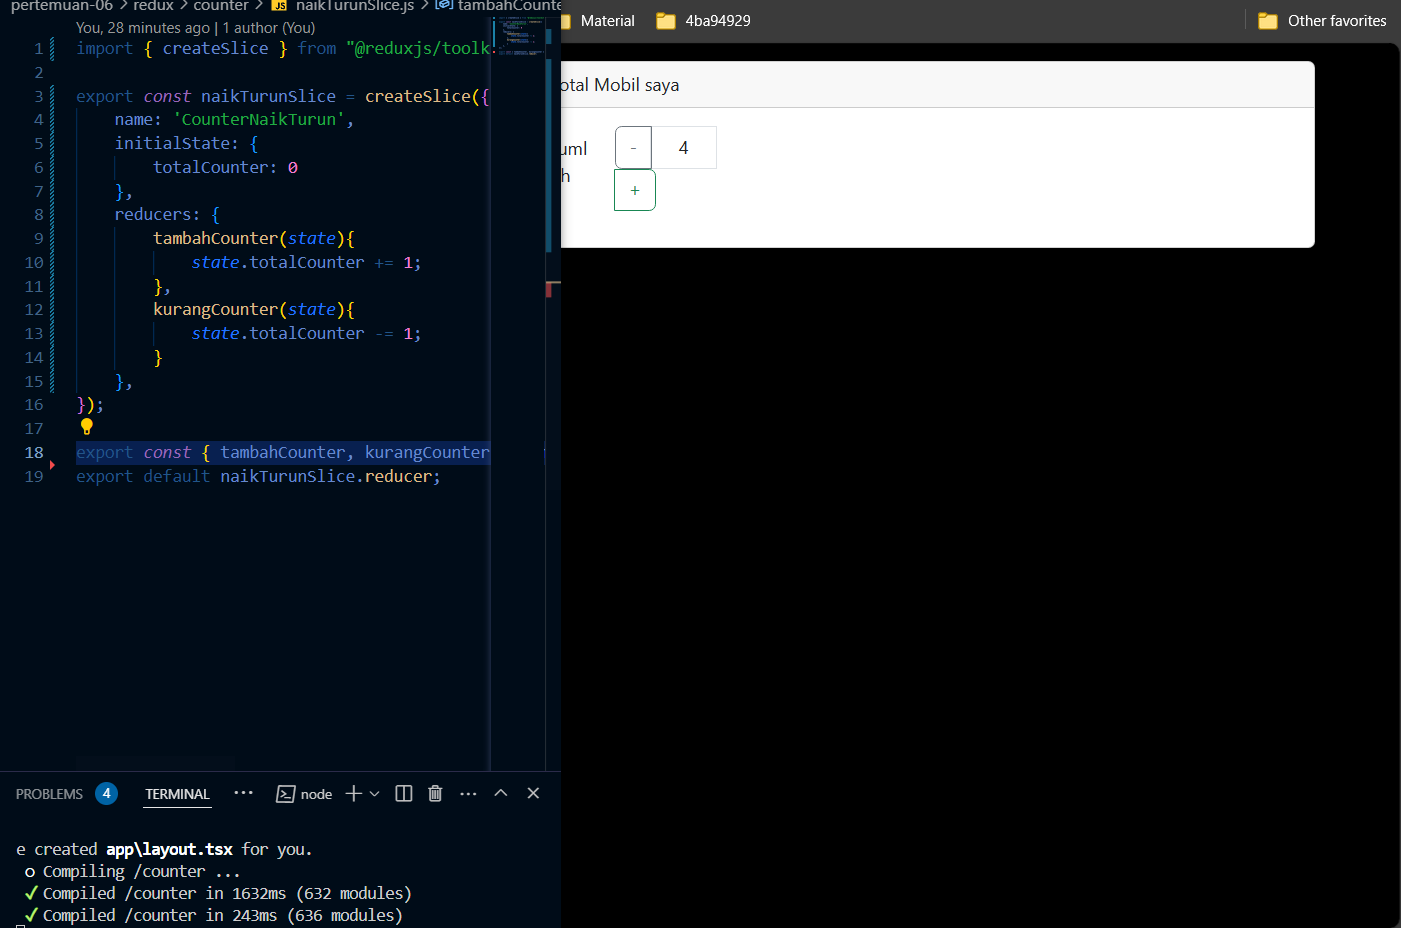 pertemuan-06 > redux > counter > JS naikTurunSlice.js > tambahCounte
You, 28 minutes ago | 1 author (You)
1 import { createSlice } from "@reduxjs/toolk
2
3 export const naikTurunSlice = createSlice({
4 name: 'CounterNaikTurun',
5 initialState: {
6 totalCounter: 0
7 },
8 reducers: {
9 tambahCounter(state){
10 state.totalCounter += 1;
11 },
12 kurangCounter(state){
13 state.totalCounter -= 1;
14 }
15 },
16 });
17
18 export const { tambahCounter, kurangCounter
19 export default naikTurunSlice.reducer;
PROBLEMS 4 TERMINAL ... node
e created app\layout.tsx for you.
o Compiling /counter ...
✓ Compiled /counter in 1632ms (632 modules)
✓ Compiled /counter in 243ms (636 modules)
Material 4ba94929 Other favorites
otal Mobil saya
uml - 4
h +